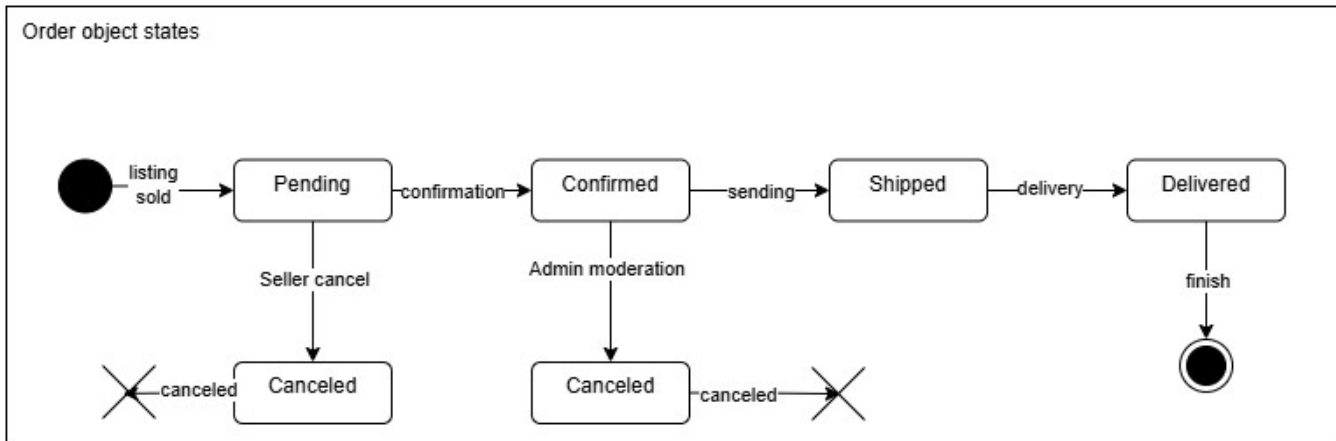 Order object states
listing
sold
Pending
confirmation
Confirmed
sending
Shipped
delivery
Delivered
Seller cancel
Admin moderation
finish
canceled
Canceled
Canceled
canceled